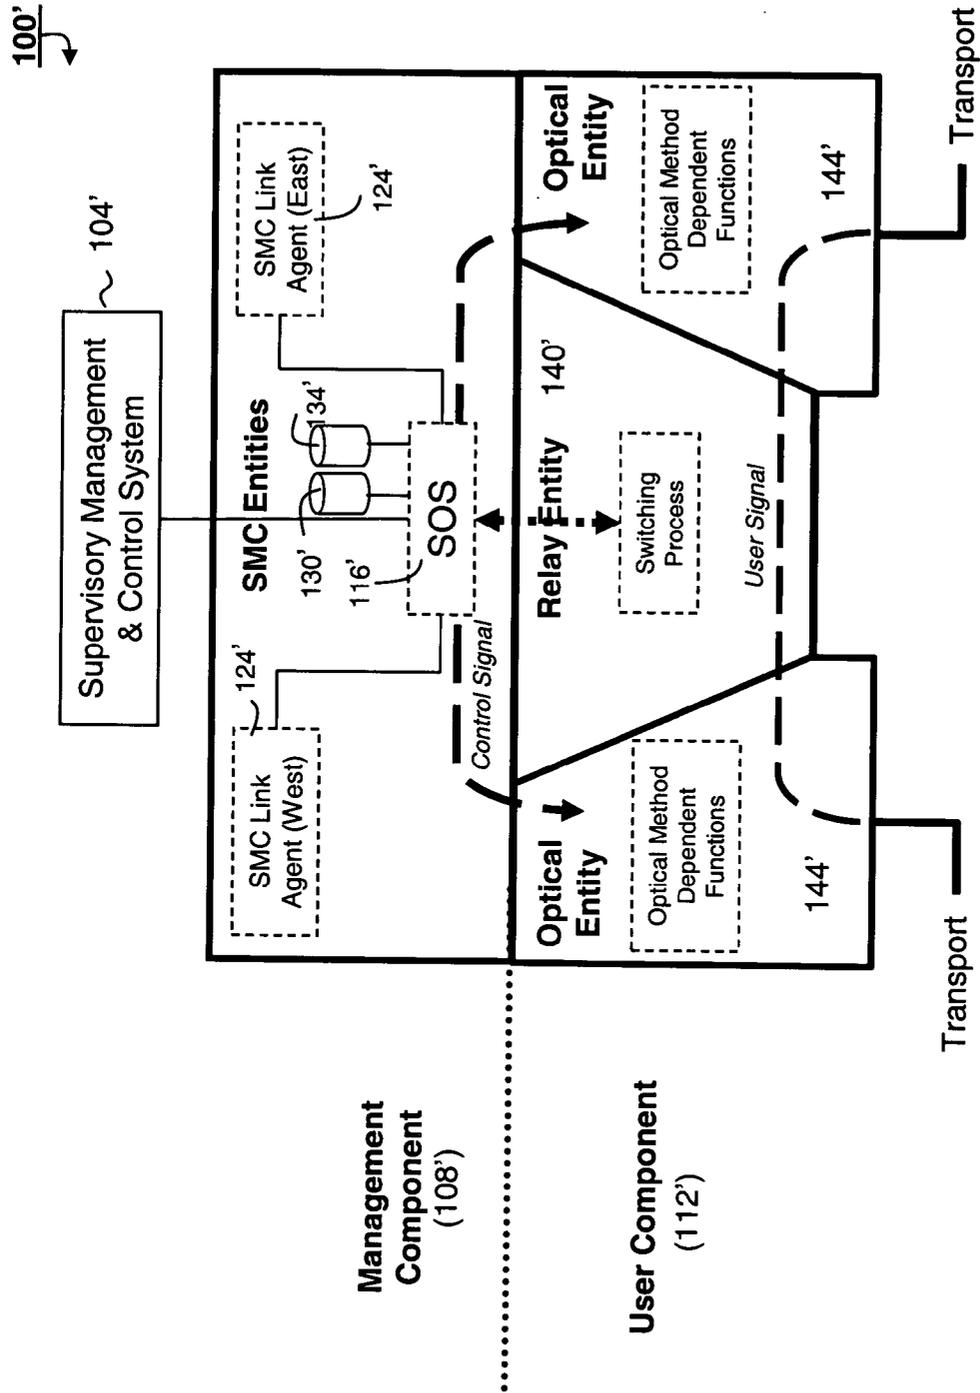 100'
Supervisory Management
& Control System
104'
SMC Link
Agent (West)
124'
SMC Entities
SMC Link
Agent (East)
124'
130'
134'
116'
SOS
Control Signal
Management
Component
(108')
Optical
Entity
Relay Entity
140'
Optical
Entity
Optical Method
Dependent
Functions
Switching
Process
Optical Method
Dependent
Functions
User Component
(112')
User Signal
144'
144'
Transport
Transport